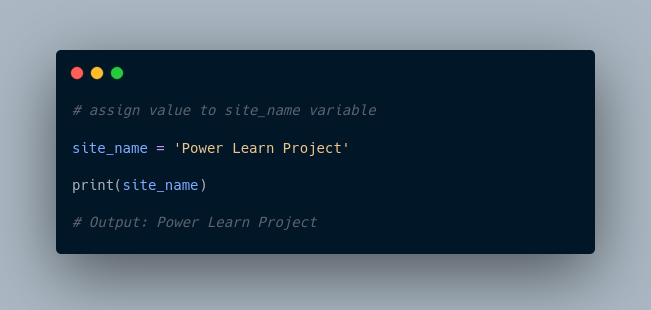 # assign value to site_name variable
site_name = 'Power Learn Project'
print(site_name)
# Output: Power Learn Project